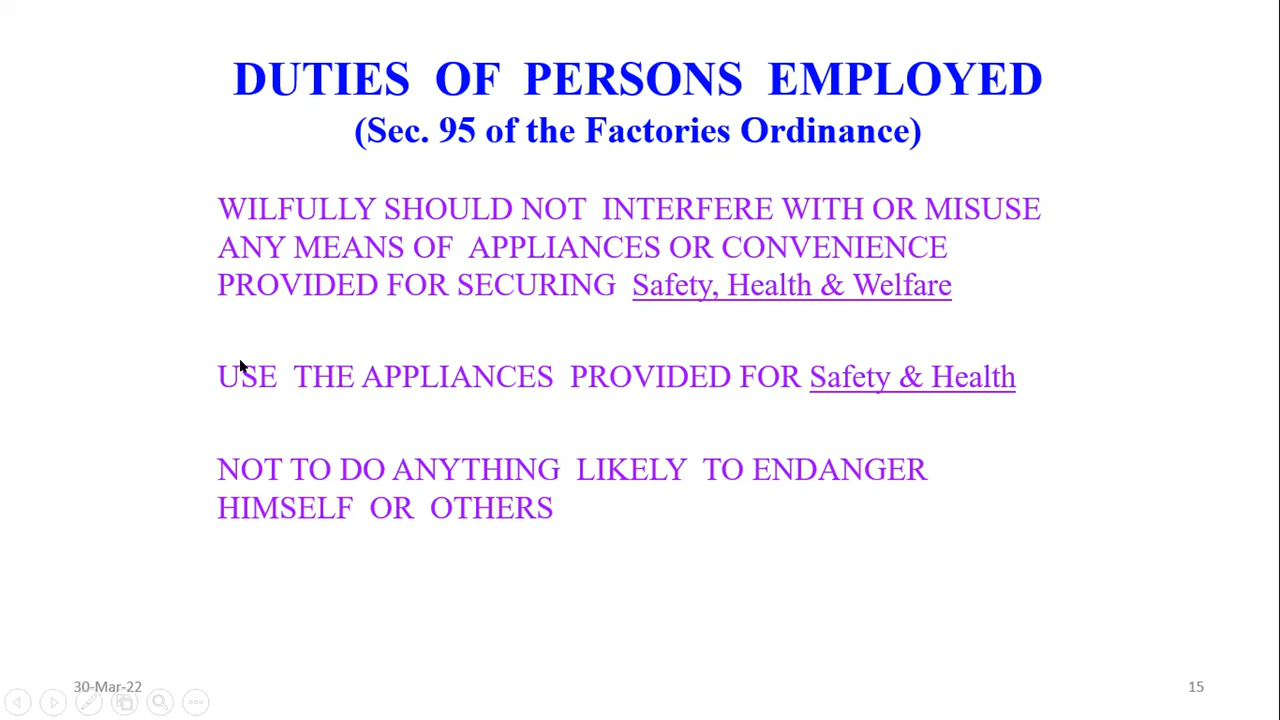 DUTIES OF PERSONS EMPLOYED
(Sec. 95 of the Factories Ordinance)
WILFULLY SHOULD NOT INTERFERE WITH OR MISUSE
ANY MEANS OF APPLIANCES OR CONVENIENCE
PROVIDED FOR SECURING Safety, Health & Welfare
USE THE APPLIANCES PROVIDED FOR Safety & Health
NOT TO DO ANYTHING LIKELY TO ENDANGER
HIMSELF OR OTHERS
30-Mar-22
15